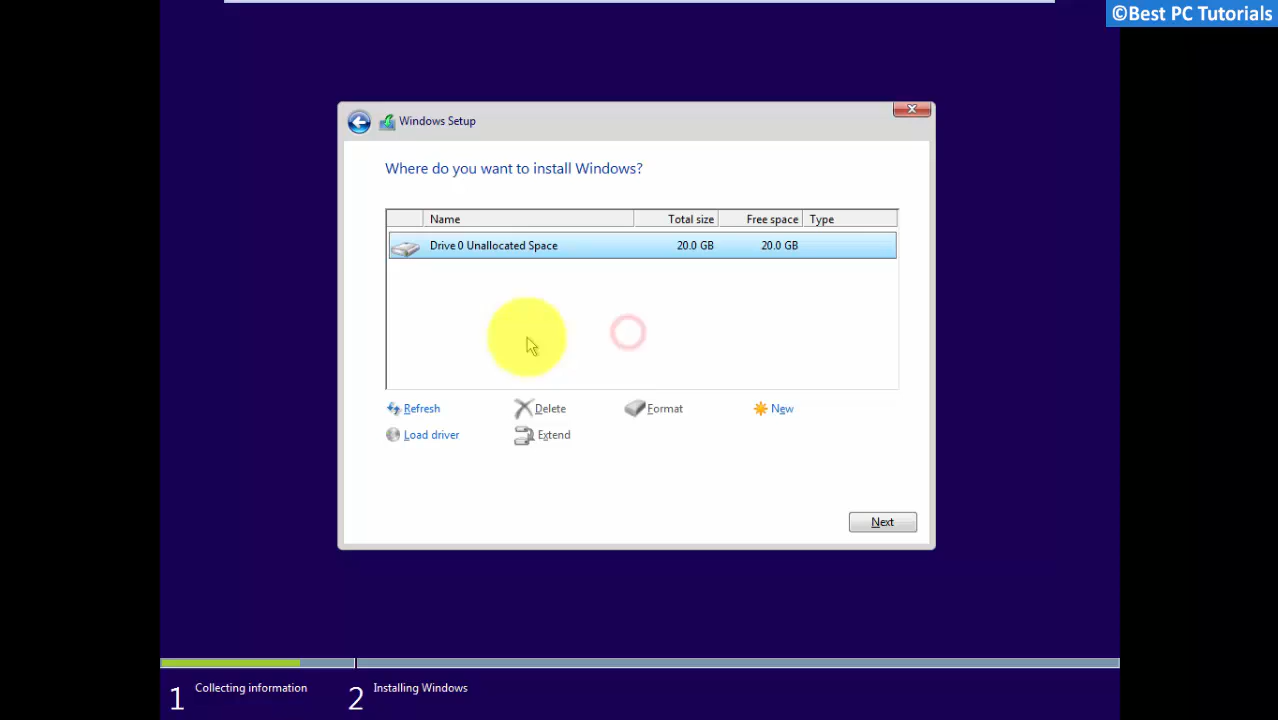 ©Best PC Tutorials
Windows Setup
Where do you want to install Windows?
Name Total size Free space Type
Drive 0 Unallocated Space 20.0 GB 20.0 GB
Refresh Delete Format New
Load driver Extend
Next
1 Collecting information 2 Installing Windows